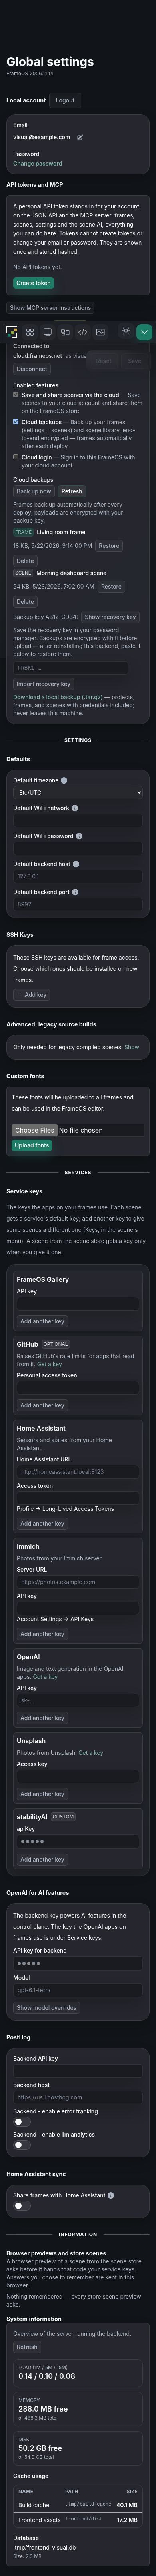 Global settings
FrameOS 2026.11.14
Local account
Logout
Email
visual@example.com
Password
Change password
API tokens and MCP
A personal API token stands in for your account
on the JSON API and the MCP server: frames,
scenes, settings and the scene AI, everything
you can do here. Tokens cannot create tokens or
change your email or password. They are shown
once and stored hashed.
No API tokens yet.
Create token
Show MCP server instructions
Connected to
cloud.frameos.net as visua
Reset
Save
Disconnect
Enabled features
Save and share scenes via the cloud — Save
your scenes to your cloud account and share them
on the FrameOS store
Cloud backups — Back up your frames
(settings + scenes) and scene library, end-
to-end encrypted — frames automatically
after each deploy
Cloud login — Sign in to this FrameOS with
your cloud account
Cloud backups
Back up now
Refresh
Frames back up automatically after every
deploy, payloads are encrypted with your
backup key.
FRAME Living room frame
18 KB, 5/22/2026, 9:14:00 PM Restore
Delete
SCENE Morning dashboard scene
94 KB, 5/23/2026, 7:02:00 AM Restore
Delete
Backup key AB12-CD34: Show recovery key
Save the recovery key in your password
manager. Backups are encrypted with it before
upload — after reinstalling this backend, paste it
below to restore them.
FRBK1-...
Import recovery key
Download a local backup (.tar.gz) — projects,
frames, and scenes with credentials included;
never leaves this machine.
SETTINGS
Defaults
Default timezone
Etc/UTC
Default WiFi network
Default WiFi password
Default backend host
127.0.0.1
Default backend port
8992
SSH Keys
These SSH keys are available for frame access.
Choose which ones should be installed on new
frames.
+ Add key
Advanced: legacy source builds
Only needed for legacy compiled scenes. Show
Custom fonts
These fonts will be uploaded to all frames and
can be used in the FrameOS editor.
Choose Files No file chosen
Upload fonts
SERVICES
Service keys
The keys the apps on your frames use. Each scene
gets a service's default key; add another key to give
some scenes a different one (Keys, in the scene's
menu). A scene from the scene store gets a key only
when you give it one.
FrameOS Gallery
API key
Add another key
GitHub OPTIONAL
Raises GitHub's rate limits for apps that read
from it. Get a key
Personal access token
Add another key
Home Assistant
Sensors and states from your Home
Assistant.
Home Assistant URL
http://homeassistant.local:8123
Access token
Profile → Long-Lived Access Tokens
Add another key
Immich
Photos from your Immich server.
Server URL
https://photos.example.com
API key
Account Settings → API Keys
Add another key
OpenAI
Image and text generation in the OpenAI
apps. Get a key
API key
sk-...
Add another key
Unsplash
Photos from Unsplash. Get a key
Access key
Add another key
stabilityAI CUSTOM
apiKey
Add another key
OpenAI for AI features
The backend key powers AI features in the
control plane. The key the OpenAI apps on
frames use is under Service keys.
API key for backend
Model
gpt-6.1-terra
Show model overrides
PostHog
Backend API key
Backend host
https://us.i.posthog.com
Backend - enable error tracking
Backend - enable llm analytics
Home Assistant sync
Share frames with Home Assistant
INFORMATION
Browser previews and store scenes
A browser preview of a scene from the scene store
asks before it hands that code your service keys.
Answers you chose to remember are kept in this
browser:
Nothing remembered — every store scene preview
asks.
System information
Overview of the server running the backend.
Refresh
LOAD (1M / 5M / 15M)
0.14 / 0.10 / 0.08
MEMORY
288.0 MB free
of 468.3 MB total
DISK
50.2 GB free
of 54.0 GB total
Cache usage
NAME PATH SIZE
Build cache .tmp/build-cache 40.1 MB
Frontend assets frontend/dist 17.2 MB
Database
.tmp/frontend-visual.db
Size: 2.3 MB